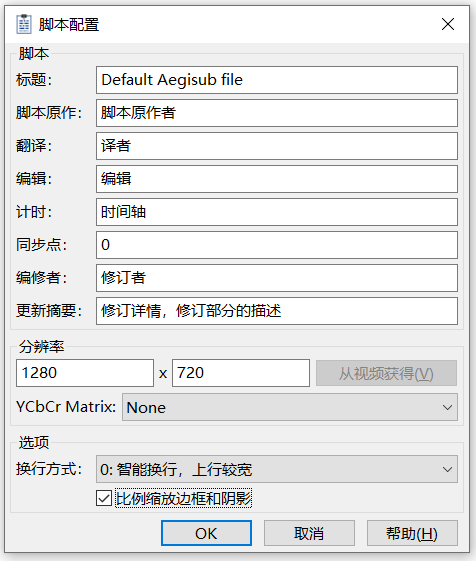 脚本配置
脚本
标题： Default Aegisub file
脚本原作： 脚本原作者
翻译： 译者
编辑： 编辑
计时： 时间轴
同步点： 0
编修者： 修订者
更新摘要： 修订详情，修订部分的描述
分辨率
1280 x 720 从视频获得(V)
YCbCr Matrix: None
选项
换行方式： 0: 智能换行，上行较宽
比例缩放边框和阴影
OK 取消 帮助(H)